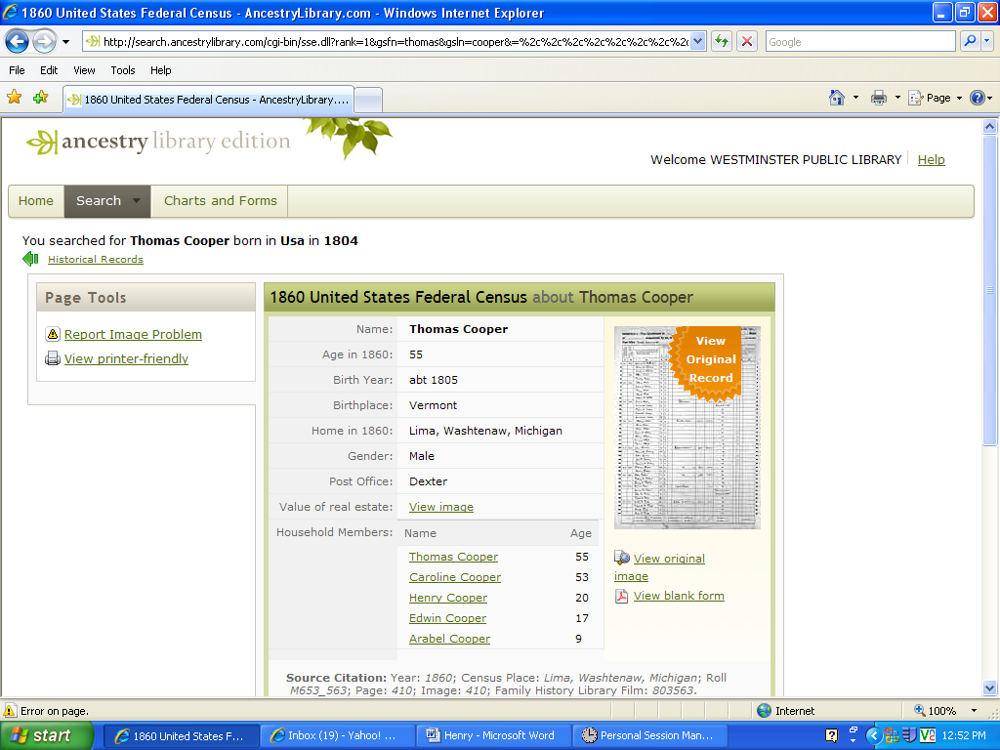 1860 United States Federal Census - AncestryLibrary.com - Windows Internet Explorer
http://search.ancestrylibrary.com/cgi-bin/sse.dll?rank=1&gsfn=thomas&gsln=cooper&=%2c%2c%2c%2c%2c%2c%2c%2c%2
Google
File Edit View Tools Help
1860 United States Federal Census - AncestryLibrary....
Page
ancestry library edition
Welcome WESTMINSTER PUBLIC LIBRARY Help
Home Search Charts and Forms
You searched for Thomas Cooper born in Usa in 1804
Historical Records
Page Tools
Report Image Problem
View printer-friendly
1860 United States Federal Census about Thomas Cooper
Name: Thomas Cooper
Age in 1860: 55
Birth Year: abt 1805
Birthplace: Vermont
Home in 1860: Lima, Washtenaw, Michigan
Gender: Male
Post Office: Dexter
Value of real estate: View image
Household Members: Name Age
Thomas Cooper 55
Caroline Cooper 53
Henry Cooper 20
Edwin Cooper 17
Arabel Cooper 9
View
Original
Record
View original
image
View blank form
Source Citation: Year: 1860; Census Place: Lima, Washtenaw, Michigan; Roll
M653_563; Page: 410; Image: 410; Family History Library Film: 803563.
Error on page. Internet 100%
start 1860 United States F... Inbox (19) - Yahoo! ... Henry - Microsoft Word Personal Session Man... 12:52 PM